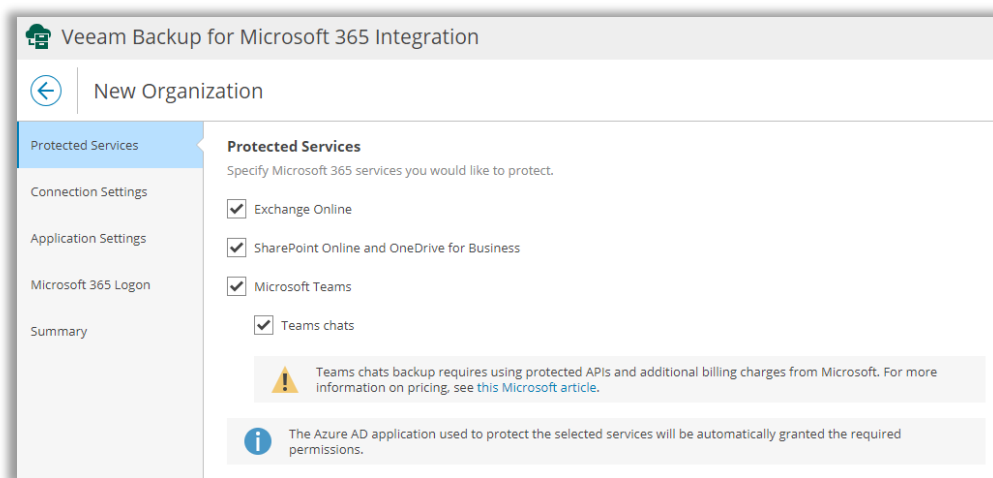 Veeam Backup for Microsoft 365 Integration
New Organization
Protected Services
Connection Settings
Application Settings
Microsoft 365 Logon
Summary
Protected Services
Specify Microsoft 365 services you would like to protect.
Exchange Online
SharePoint Online and OneDrive for Business
Microsoft Teams
Teams chats
Teams chats backup requires using protected APIs and additional billing charges from Microsoft. For more
information on pricing, see this Microsoft article.
The Azure AD application used to protect the selected services will be automatically granted the required
permissions.